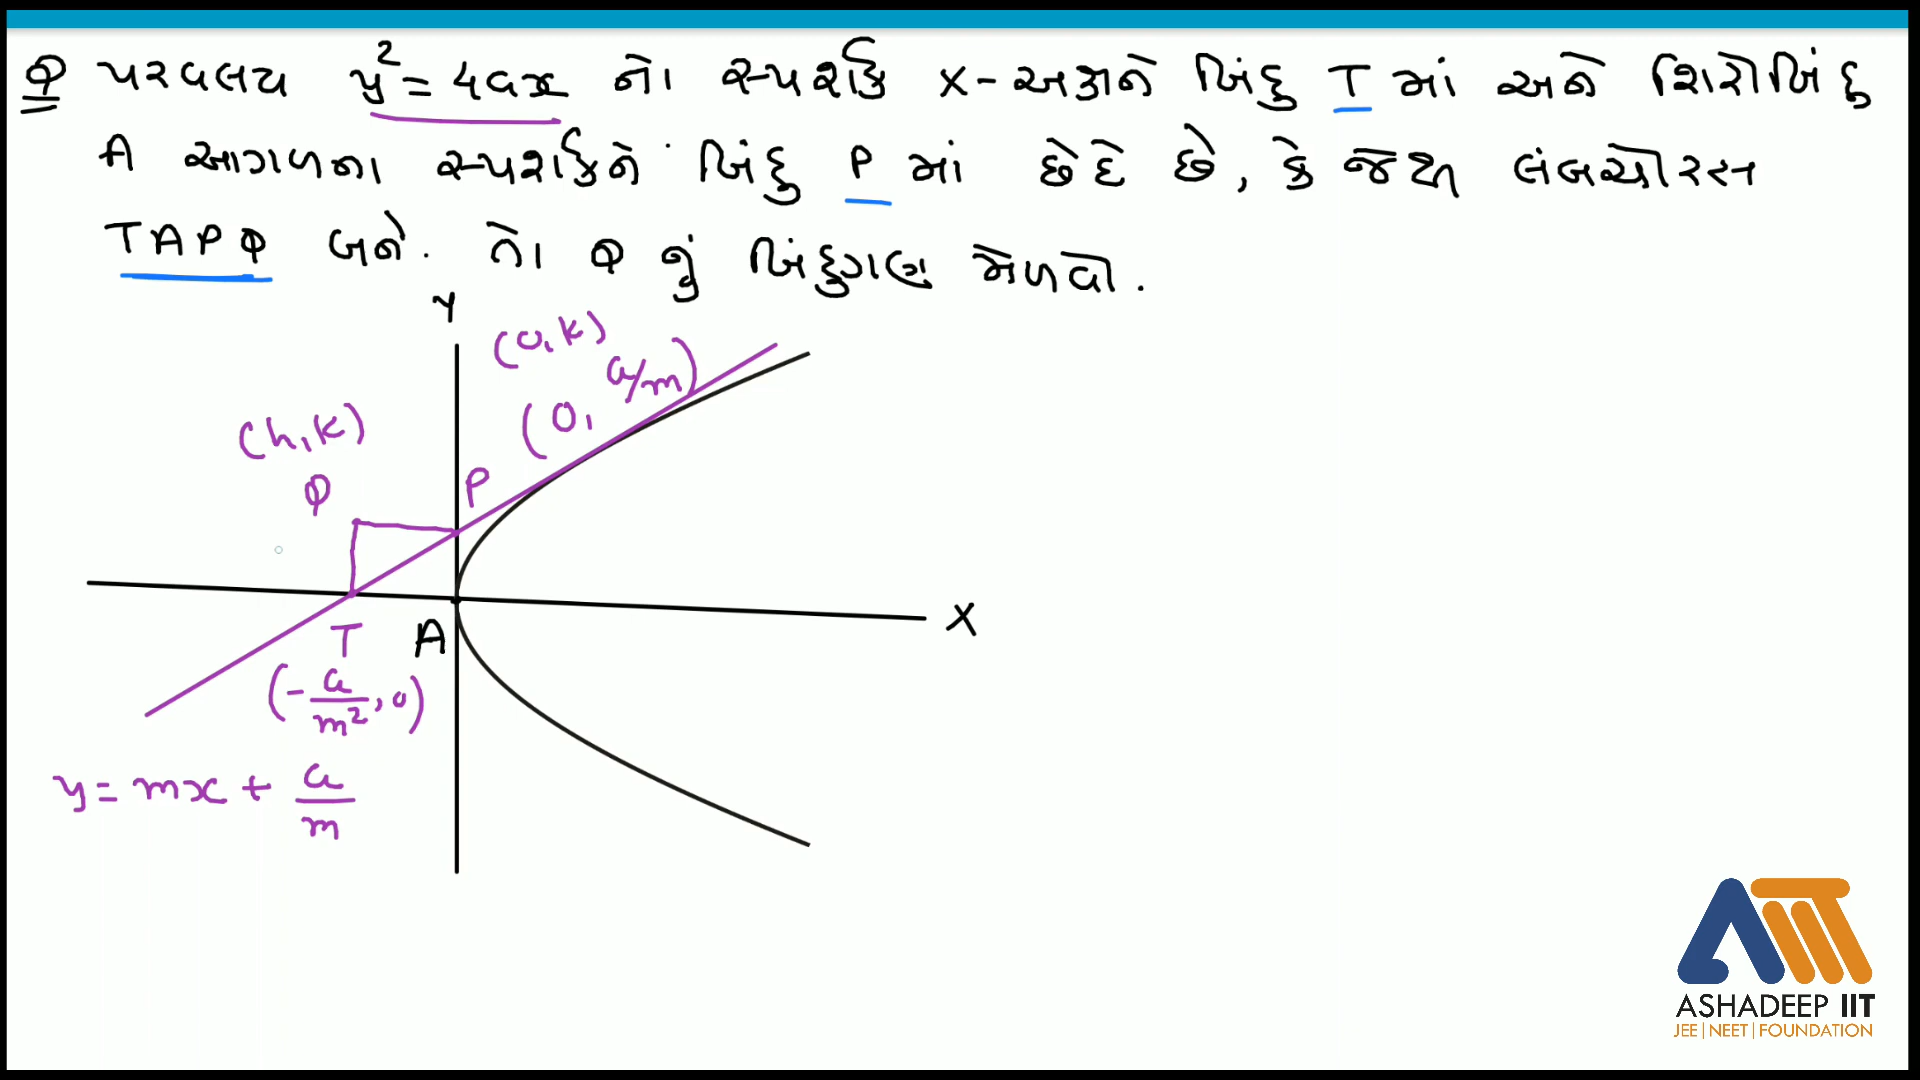 Q પરવલય y² = 4ax નો સ્પર્શક X-અક્ષને બિંદુ T માં અને શિરોબિંદુ
A આગળના સ્પર્શકને બિંદુ P માં છેદે છે, કે જેથી લંબચોરસ
TAPQ બને. તો Q નું બિંદુગણ મેળવો.
Y
(0, k)
(0, a/m)
(h, k)
Q
P
X
T
A
(-a/m², 0)
y = mx + a/m
ASHADEEP IIT
JEE | NEET | FOUNDATION